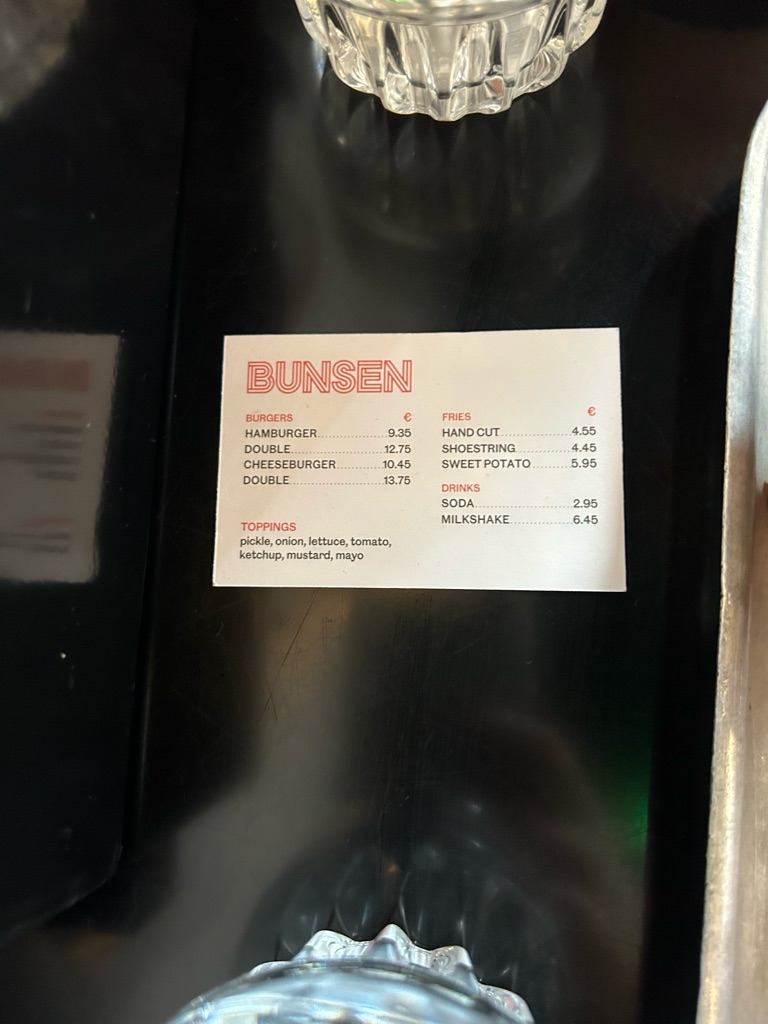 BUNSEN
BURGERS €
HAMBURGER 9.35
DOUBLE 12.75
CHEESEBURGER 10.45
DOUBLE 13.75
TOPPINGS
pickle, onion, lettuce, tomato,
ketchup, mustard, mayo
FRIES €
HAND CUT 4.55
SHOESTRING 4.45
SWEET POTATO 5.95
DRINKS
SODA 2.95
MILKSHAKE 6.45